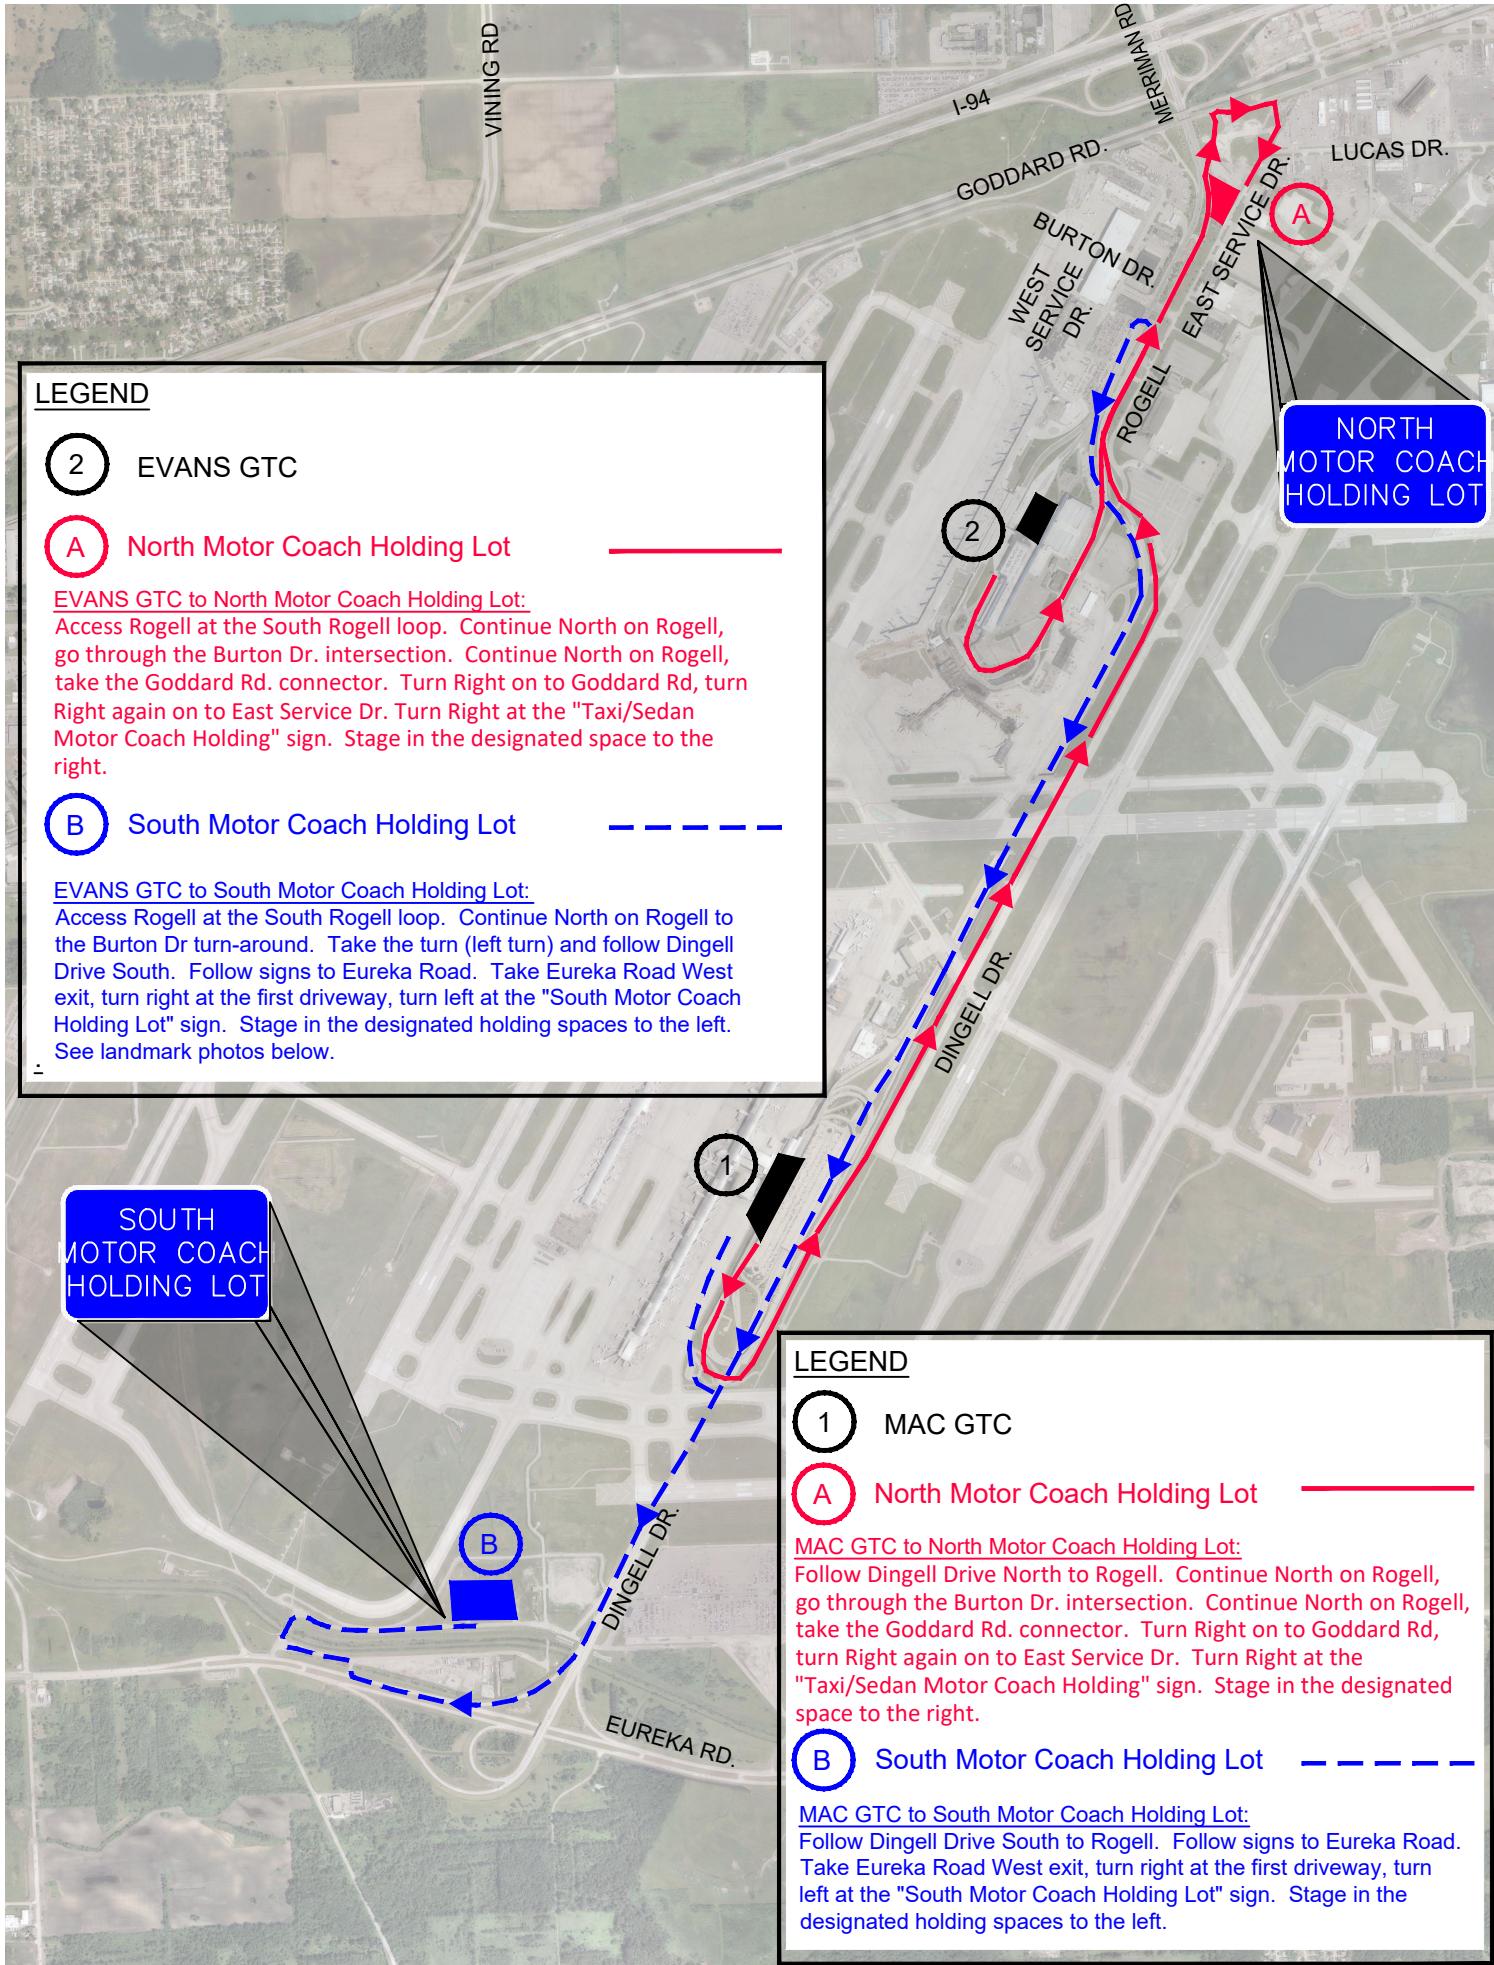 VINING RD
I-94
MERRIMAN RD
GODDARD RD.
LUCAS DR.
BURTON DR.
WEST
SERVICE
DR.
EAST SERVICE DR.
A
ROGELL
NORTH
MOTOR COACH
HOLDING LOT
2
LEGEND
2 EVANS GTC
A North Motor Coach Holding Lot
EVANS GTC to North Motor Coach Holding Lot:
Access Rogell at the South Rogell loop. Continue North on Rogell,
go through the Burton Dr. intersection. Continue North on Rogell,
take the Goddard Rd. connector. Turn Right on to Goddard Rd, turn
Right again on to East Service Dr. Turn Right at the "Taxi/Sedan
Motor Coach Holding" sign. Stage in the designated space to the
right.
B South Motor Coach Holding Lot
EVANS GTC to South Motor Coach Holding Lot:
Access Rogell at the South Rogell loop. Continue North on Rogell to
the Burton Dr turn-around. Take the turn (left turn) and follow Dingell
Drive South. Follow signs to Eureka Road. Take Eureka Road West
exit, turn right at the first driveway, turn left at the "South Motor Coach
Holding Lot" sign. Stage in the designated holding spaces to the left.
See landmark photos below.
.
DINGELL DR.
1
SOUTH
MOTOR COACH
HOLDING LOT
B
DINGELL DR.
EUREKA RD.
LEGEND
1 MAC GTC
A North Motor Coach Holding Lot
MAC GTC to North Motor Coach Holding Lot:
Follow Dingell Drive North to Rogell. Continue North on Rogell,
go through the Burton Dr. intersection. Continue North on Rogell,
take the Goddard Rd. connector. Turn Right on to Goddard Rd,
turn Right again on to East Service Dr. Turn Right at the
"Taxi/Sedan Motor Coach Holding" sign. Stage in the designated
space to the right.
B South Motor Coach Holding Lot
MAC GTC to South Motor Coach Holding Lot:
Follow Dingell Drive South to Rogell. Follow signs to Eureka Road.
Take Eureka Road West exit, turn right at the first driveway, turn
left at the "South Motor Coach Holding Lot" sign. Stage in the
designated holding spaces to the left.